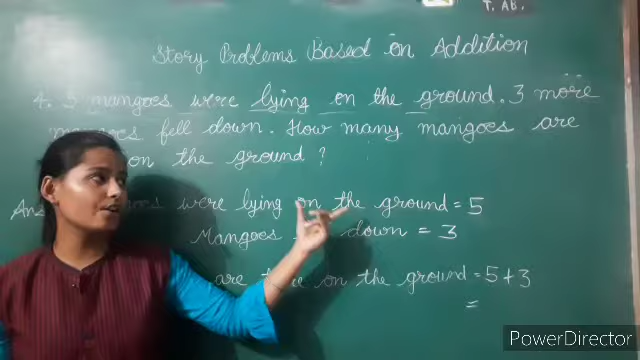 T. AB.
Story Problems Based on Addition
4. 5 mangoes were lying on the ground. 3 more
fell down. How many mangoes are
on the ground?
Ans were lying on the ground = 5
Mangoes down = 3
are on the ground = 5 + 3
=
PowerDirector